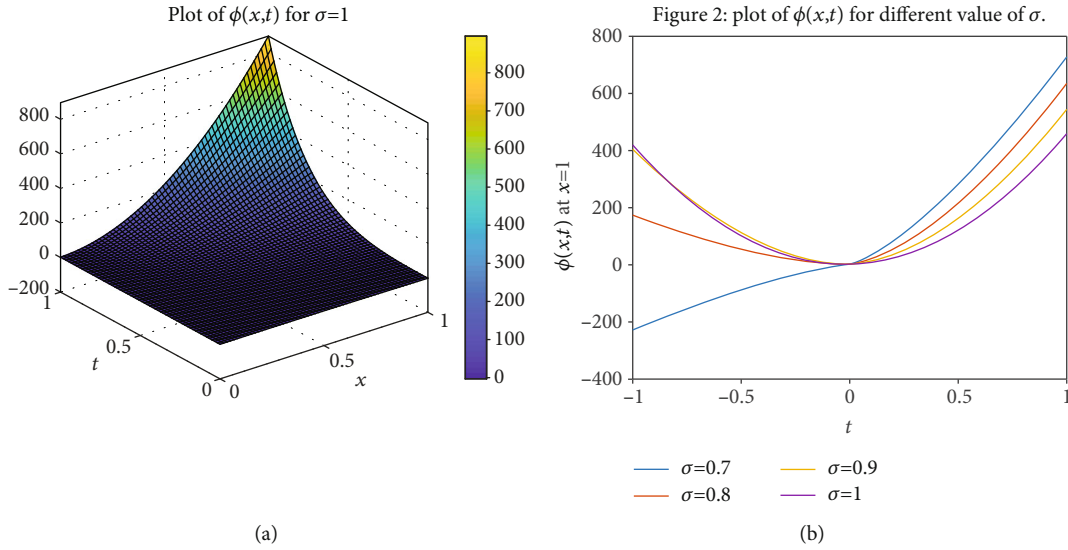 Plot of ϕ(x,t) for σ=1
800
600
400
200
0
−200
1
0.5
0
t
0
0.5
1
x
800
700
600
500
400
300
200
100
0
(a)
Figure 2: plot of ϕ(x,t) for different value of σ.
800
600
400
200
0
−200
−400
ϕ(x,t) at x=1
−1
−0.5
0
0.5
1
t
σ=0.7
σ=0.9
σ=0.8
σ=1
(b)